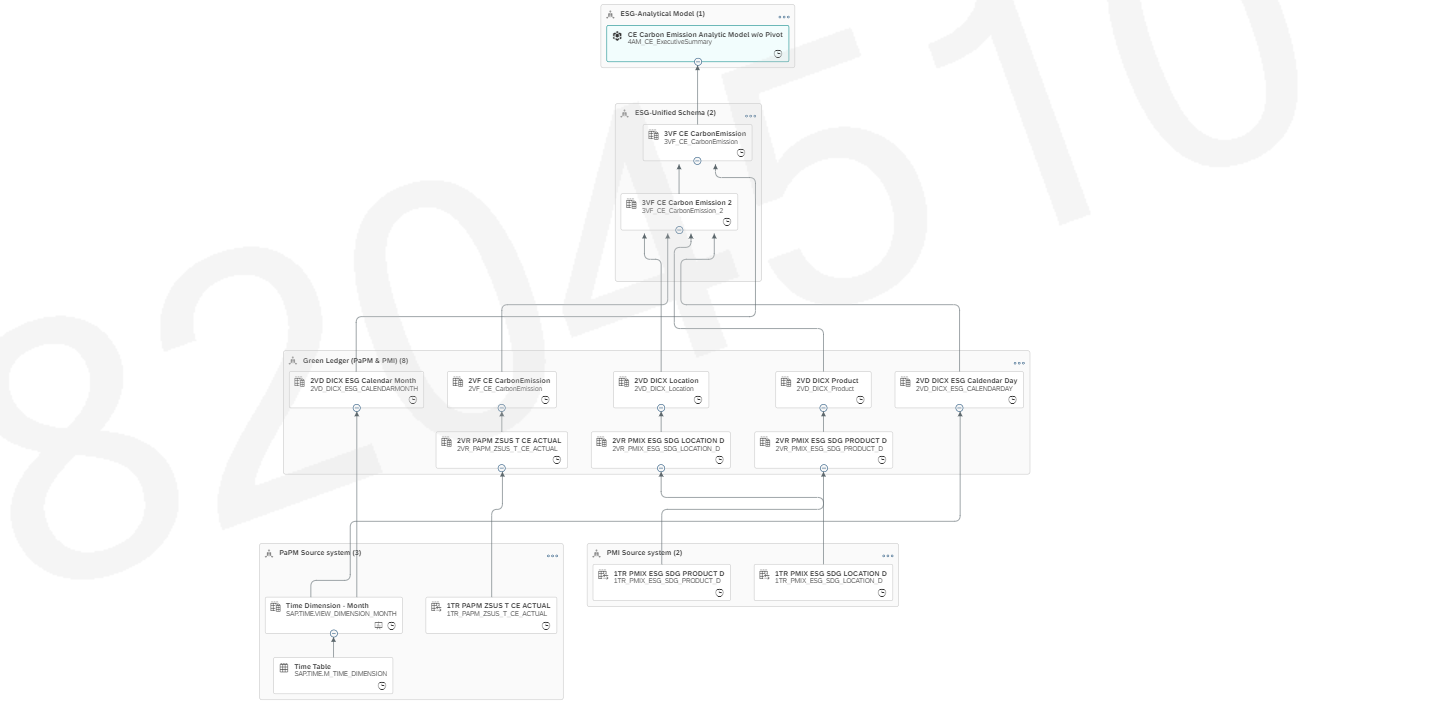 8204510
ESG-Analytical Model (1)
CE Carbon Emission Analytic Model w/o Pivot
4AM_CE_ExecutiveSummary
ESG-Unified Schema (2)
3VF CE CarbonEmission
3VF_CE_CarbonEmission
3VF CE Carbon Emission 2
3VF_CE_CarbonEmission_2
Green Ledger (PaPM & PMI) (8)
2VD DICX ESG Calendar Month
2VD_DICX_ESG_CALENDARMONTH
2VF CE CarbonEmission
2VF_CE_CarbonEmission
2VD DICX Location
2VD_DICX_Location
2VD DICX Product
2VD_DICX_Product
2VD DICX ESG Caldendar Day
2VD_DICX_ESG_CALENDARDAY
2VR PAPM ZSUS T CE ACTUAL
2VR_PAPM_ZSUS_T_CE_ACTUAL
2VR PMIX ESG SDG LOCATION D
2VR_PMIX_ESG_SDG_LOCATION_D
2VR PMIX ESG SDG PRODUCT D
2VR_PMIX_ESG_SDG_PRODUCT_D
PaPM Source system (3)
Time Dimension - Month
SAP.TIME.VIEW_DIMENSION_MONTH
1TR PAPM ZSUS T CE ACTUAL
1TR_PAPM_ZSUS_T_CE_ACTUAL
Time Table
SAP.TIME.M_TIME_DIMENSION
PMI Source system (2)
1TR PMIX ESG SDG PRODUCT D
1TR_PMIX_ESG_SDG_PRODUCT_D
1TR PMIX ESG SDG LOCATION D
1TR_PMIX_ESG_SDG_LOCATION_D